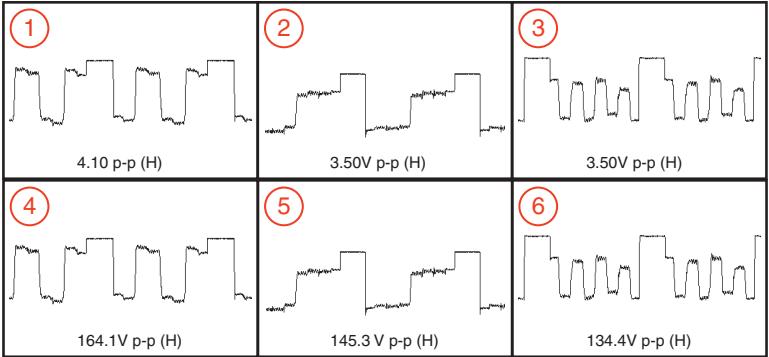 1
2
3
4.10 p-p (H)
3.50V p-p (H)
3.50V p-p (H)
4
5
6
164.1V p-p (H)
145.3 V p-p (H)
134.4V p-p (H)